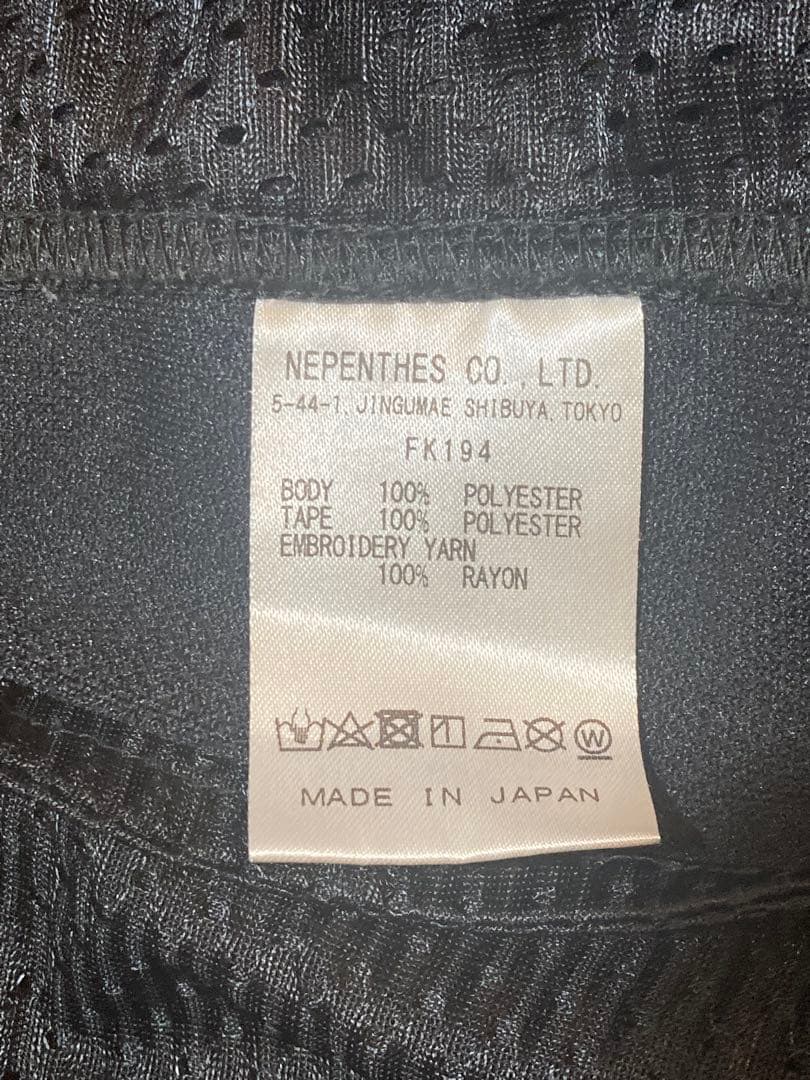 NEPENTHES CO.,LTD.
5-44-1, JINGUMAE SHIBUYA, TOKYO
FK194
BODY 100% POLYESTER
TAPE 100% POLYESTER
EMBROIDERY YARN
100% RAYON
W
MADE IN JAPAN